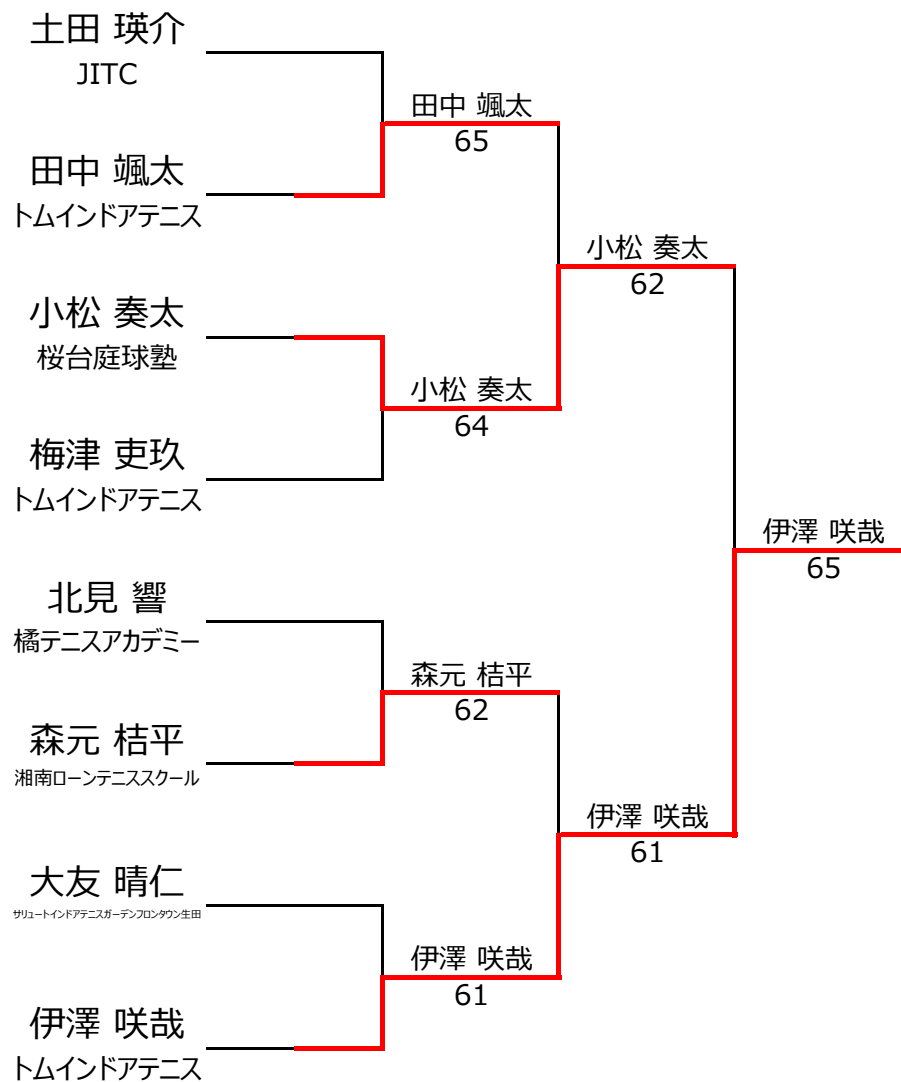 土田 瑛介
JITC
田中 颯太
65
田中 颯太
トムインドアテニス
小松 奏太
62
小松 奏太
桜台庭球塾
小松 奏太
64
梅津 吏玖
トムインドアテニス
伊澤 咲哉
65
北見 響
橘テニスアカデミー
森元 桔平
62
森元 桔平
湘南ローンテニススクール
伊澤 咲哉
61
大友 晴仁
サリュートインドアテニスガーデンフロンタウン生田
伊澤 咲哉
61
伊澤 咲哉
トムインドアテニス